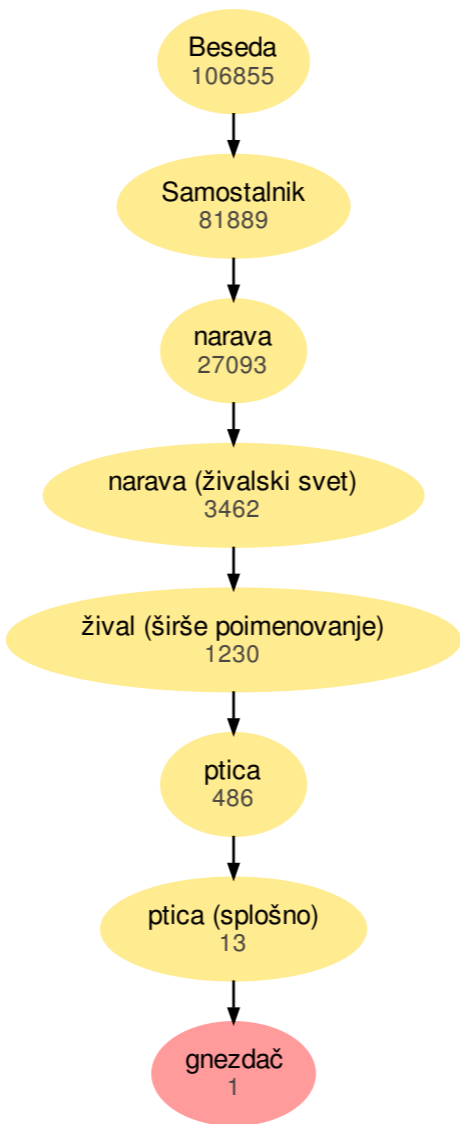 Beseda
106855
Samostalnik
81889
narava
27093
narava (živalski svet)
3462
žival (širše poimenovanje)
1230
ptica
486
ptica (splošno)
13
gnezdač
1